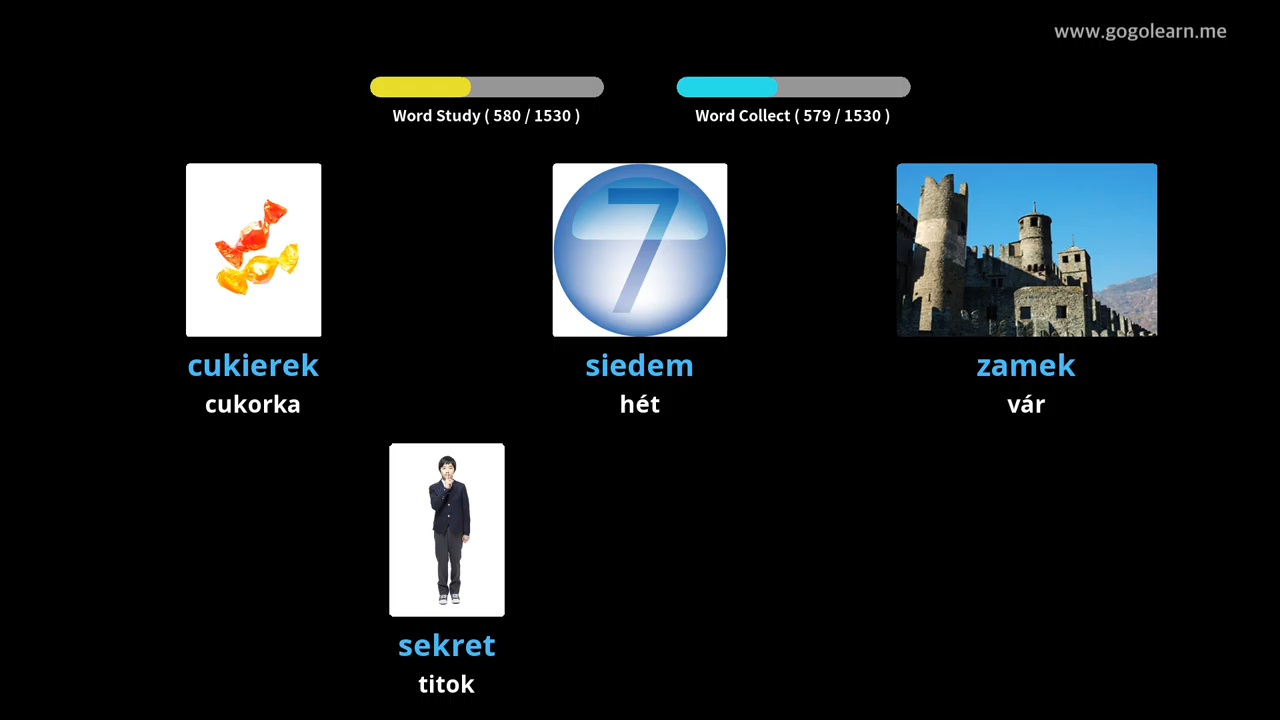 www.gogolearn.me
Word Study ( 580 / 1530 )
Word Collect ( 579 / 1530 )
7
cukierek
cukorka
siedem
hét
zamek
vár
sekret
titok